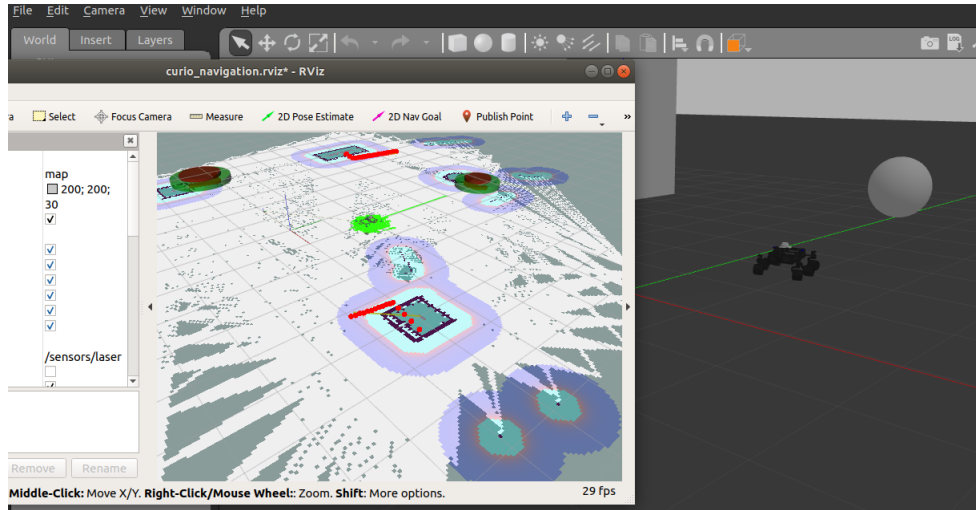 File Edit Camera View Window Help
World Insert Layers
LOG
curio_navigation.rviz* - RViz
Select Focus Camera Measure 2D Pose Estimate 2D Nav Goal Publish Point »
map
200; 200;
30
/sensors/laser
Remove Rename
Middle-Click: Move X/Y. Right-Click/Mouse Wheel:: Zoom. Shift: More options. 29 fps